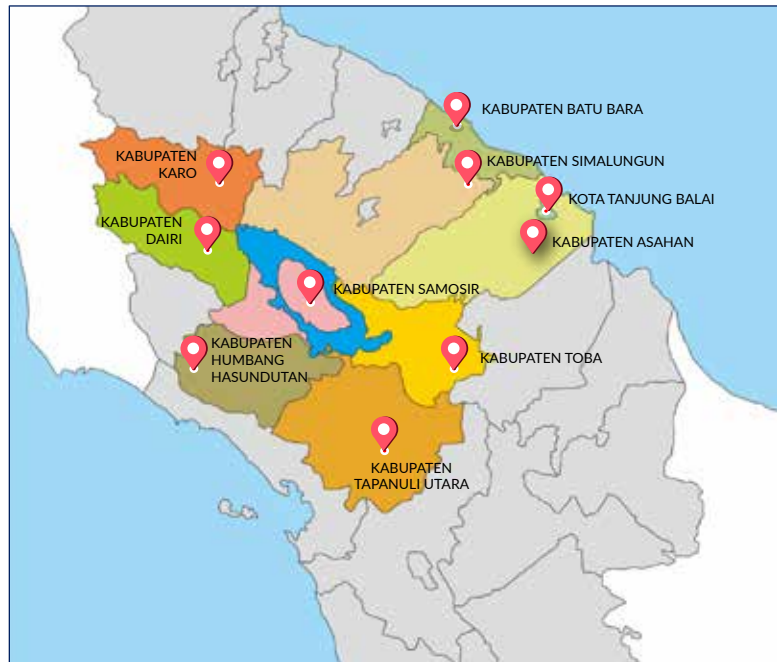 KABUPATEN BATU BARA
KABUPATEN
KARO
KABUPATEN SIMALUNGUN
KOTA TANJUNG BALAI
KABUPATEN
DAIRI
KABUPATEN ASAHAN
KABUPATEN SAMOSIR
KABUPATEN
HUMBANG
HASUNDUTAN
KABUPATEN TOBA
KABUPATEN
TAPANULI UTARA